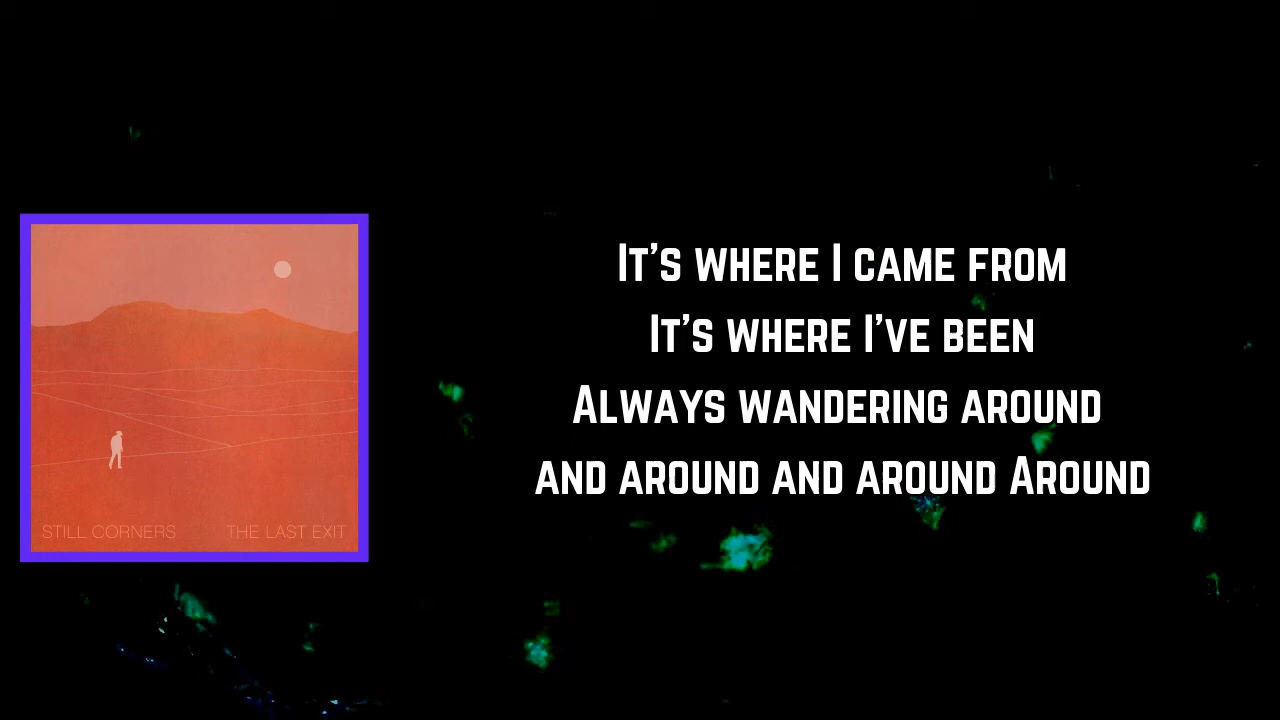 It's where I came from
It's where I've been
Always wandering around
and around and around Around
STILL CORNERS THE LAST EXIT